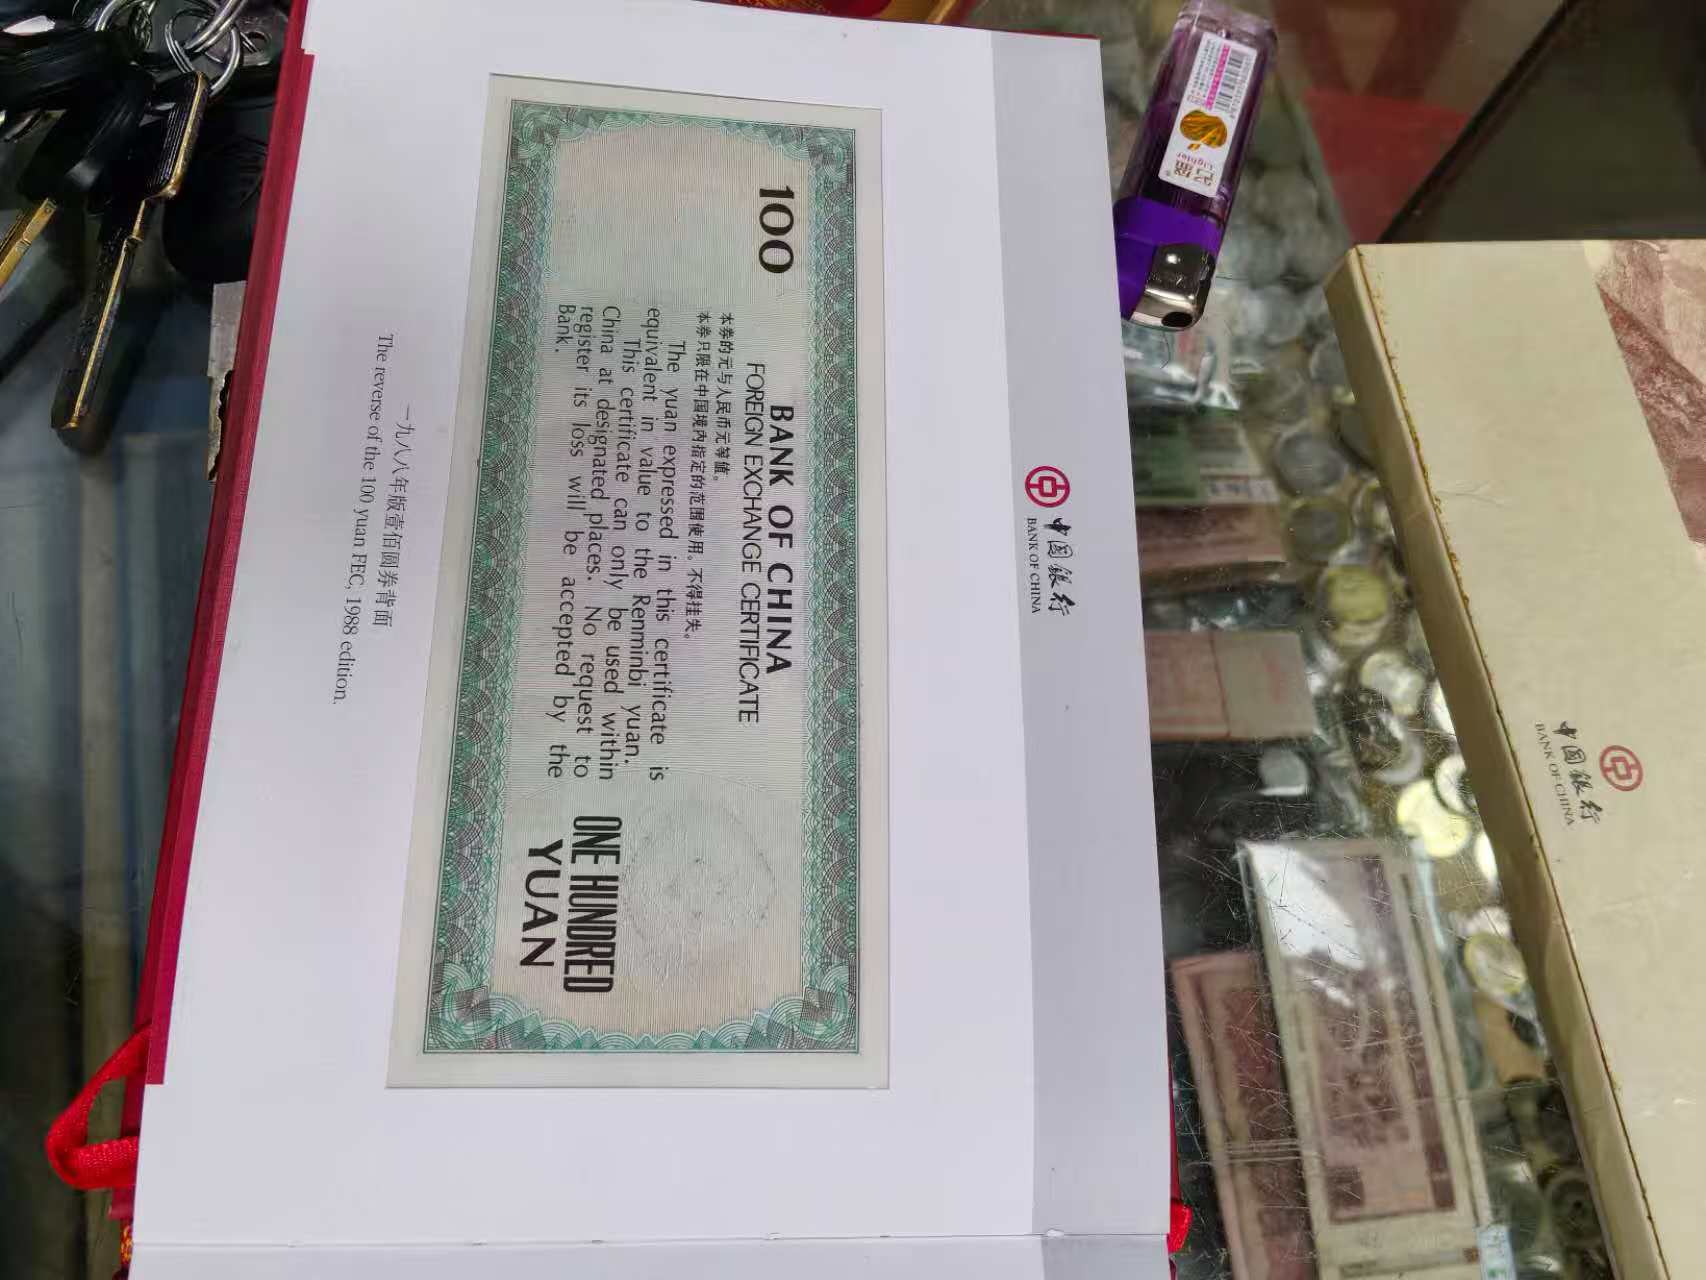 中国银行
BANK OF CHINA
100
BANK OF CHINA
FOREIGN EXCHANGE CERTIFICATE
本券的元与人民币元等值。
本券只限在中国境内指定的范围使用。不得挂失。
The yuan expressed in this certificate is
equivalent in value to the Renminbi yuan.
This certificate can only be used within
China at designated places. No request to
register its loss will be accepted by the
Bank.
ONE HUNDRED
YUAN
一九八八年版壹佰圆券背面
The reverse of the 100 yuan FEC, 1988 edition.
Lighter
中国银行
BANK OF CHINA